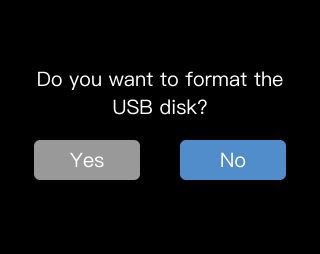 Do you want to format the
USB disk?
Yes
No